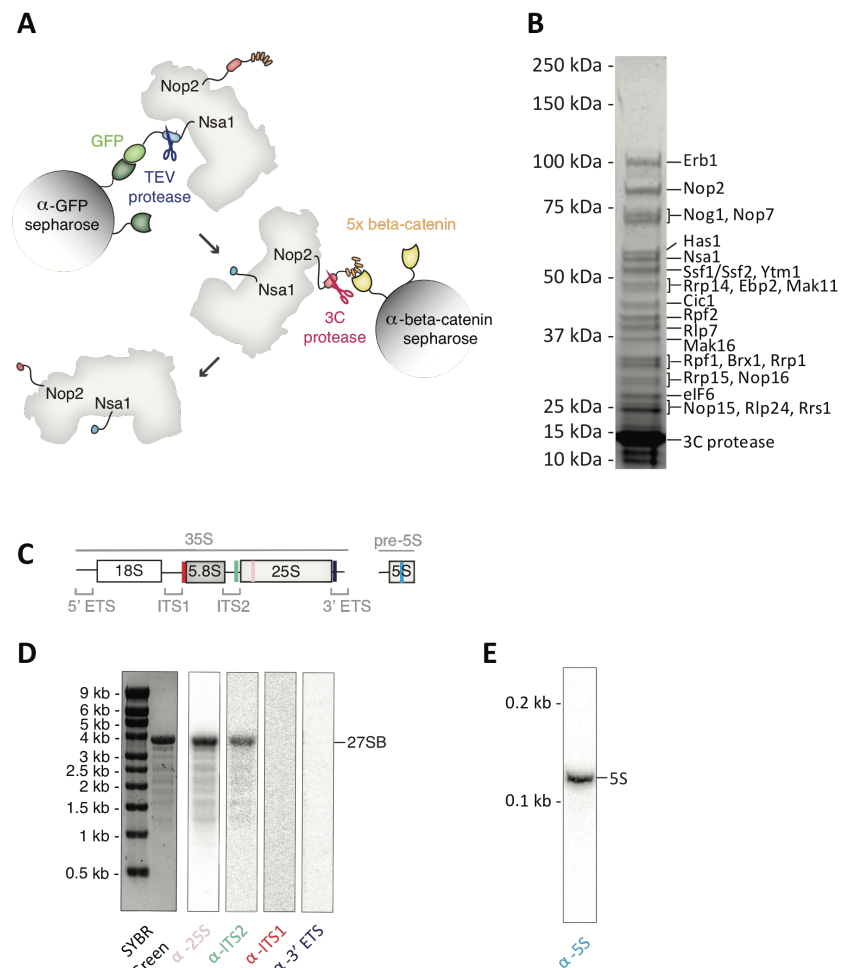 A
Nop2
Nsa1
GFP
TEV
protease
α-GFP
sepharose
5x beta-catenin
Nop2
Nsa1
3C
protease
α-beta-catenin
sepharose
Nop2
Nsa1
B
250 kDa -
150 kDa -
100 kDa -
75 kDa -
50 kDa -
37 kDa -
25 kDa -
15 kDa -
10 kDa -
Erb1
Nop2
Nog1, Nop7
Has1
Nsa1
Ssf1/Ssf2, Ytm1
Rrp14, Ebp2, Mak11
Cic1
Rpf2
Rlp7
Mak16
Rpf1, Brx1, Rrp1
Rrp15, Nop16
eIF6
Nop15, Rlp24, Rrs1
3C protease
C
35S
pre-5S
18S
5.8S
25S
5S
5' ETS
ITS1
ITS2
3' ETS
D
9 kb -
6 kb -
5 kb -
4 kb -
3 kb -
2.5 kb -
2 kb -
1.5 kb -
1 kb -
0.5 kb -
27SB
SYBR
Green
α-25S
α-ITS2
α-ITS1
α-3' ETS
E
0.2 kb -
0.1 kb -
5S
α-5S